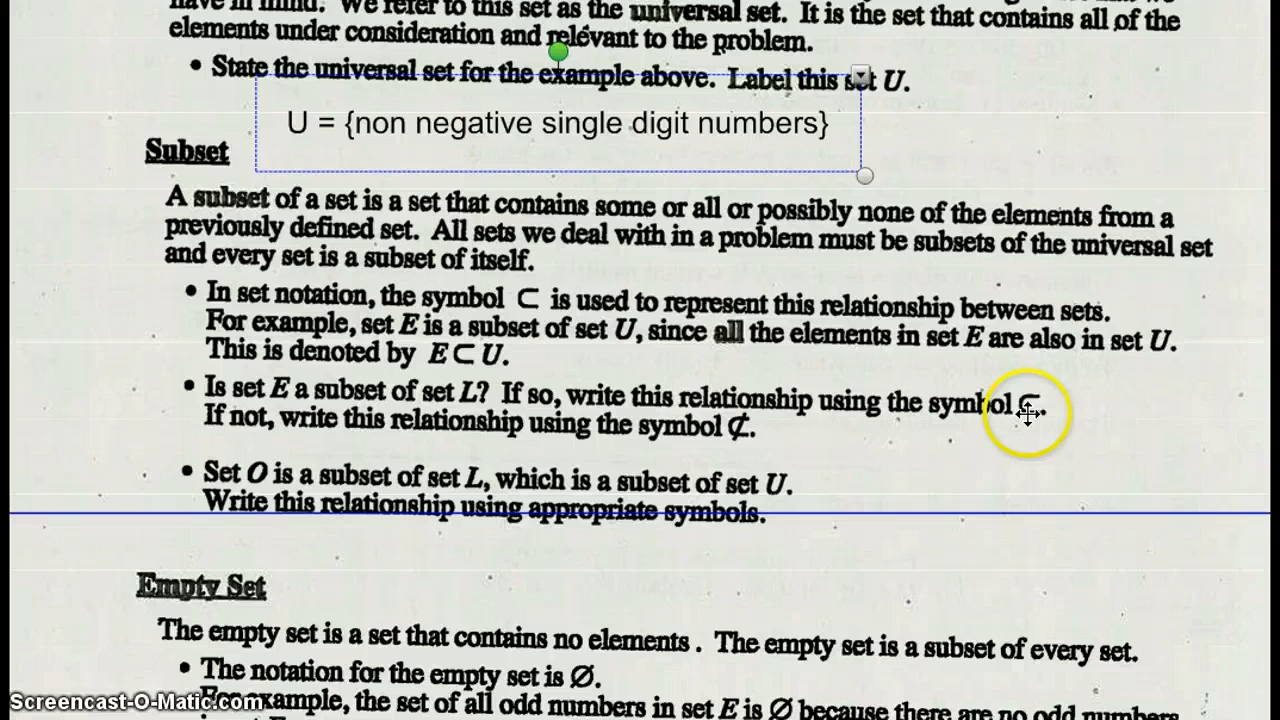 have in mind. We refer to this set as the universal set. It is the set that contains all of the
elements under consideration and relevant to the problem.
• State the universal set for the example above. Label this set U.
U = {non negative single digit numbers}
Subset
A subset of a set is a set that contains some or all or possibly none of the elements from a
previously defined set. All sets we deal with in a problem must be subsets of the universal set
and every set is a subset of itself.
• In set notation, the symbol ⊂ is used to represent this relationship between sets.
For example, set E is a subset of set U, since all the elements in set E are also in set U.
This is denoted by E ⊂ U.
• Is set E a subset of set L? If so, write this relationship using the symbol ⊂.
If not, write this relationship using the symbol ⊄.
• Set O is a subset of set L, which is a subset of set U.
Write this relationship using appropriate symbols.
Empty Set
The empty set is a set that contains no elements. The empty set is a subset of every set.
• The notation for the empty set is Ø.
For example, the set of all odd numbers in set E is Ø because there are no odd numbers
Screencast-O-Matic.com